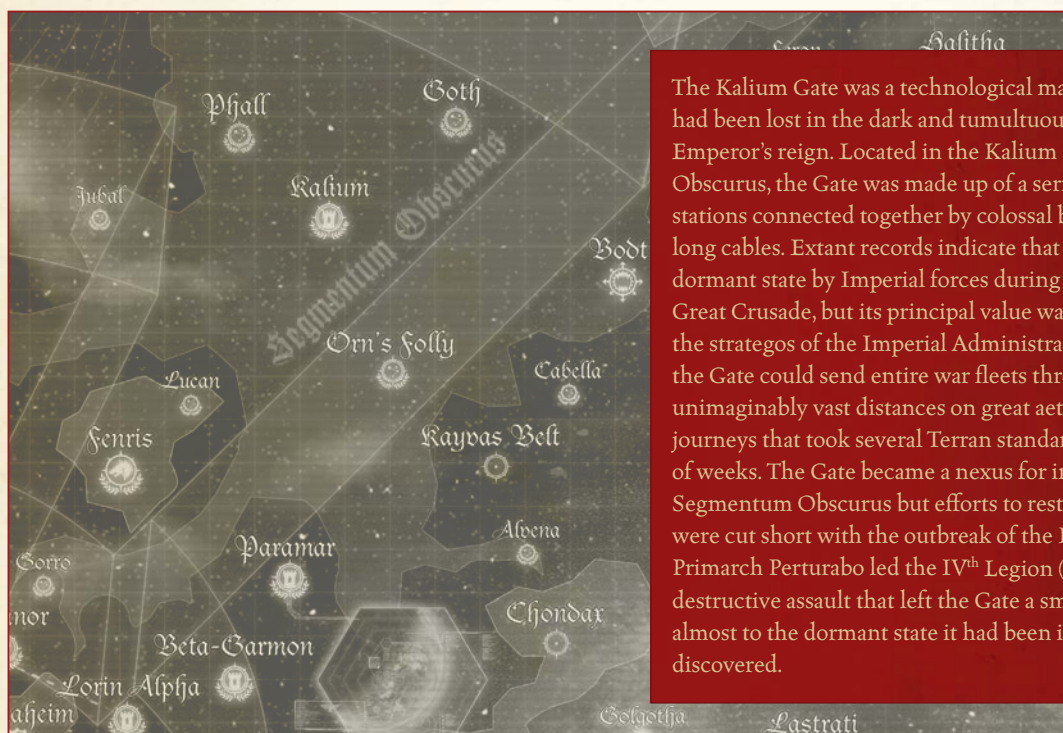 Coron
Balitha
Phall
Goth
Jubal
Kalium
Segmentum Obscurus
Bodt
Orn's Folly
Lucan
Cabella
Fenris
Kayvas Belt
Alvena
Gorro
Paramar
nor
Chondax
Beta-Garmon
Lorin Alpha
aheim
Golgotha
Lastrati
The Kalium Gate was a technological ma
had been lost in the dark and tumultuou
Emperor's reign. Located in the Kalium
Obscurus, the Gate was made up of a ser
stations connected together by colossal b
long cables. Extant records indicate that
dormant state by Imperial forces during
Great Crusade, but its principal value wa
the strategos of the Imperial Administra
the Gate could send entire war fleets thr
unimaginably vast distances on great aet
journeys that took several Terran standar
of weeks. The Gate became a nexus for i
Segmentum Obscurus but efforts to rest
were cut short with the outbreak of the
Primarch Perturabo led the IVth Legion (
destructive assault that left the Gate a sm
almost to the dormant state it had been i
discovered.